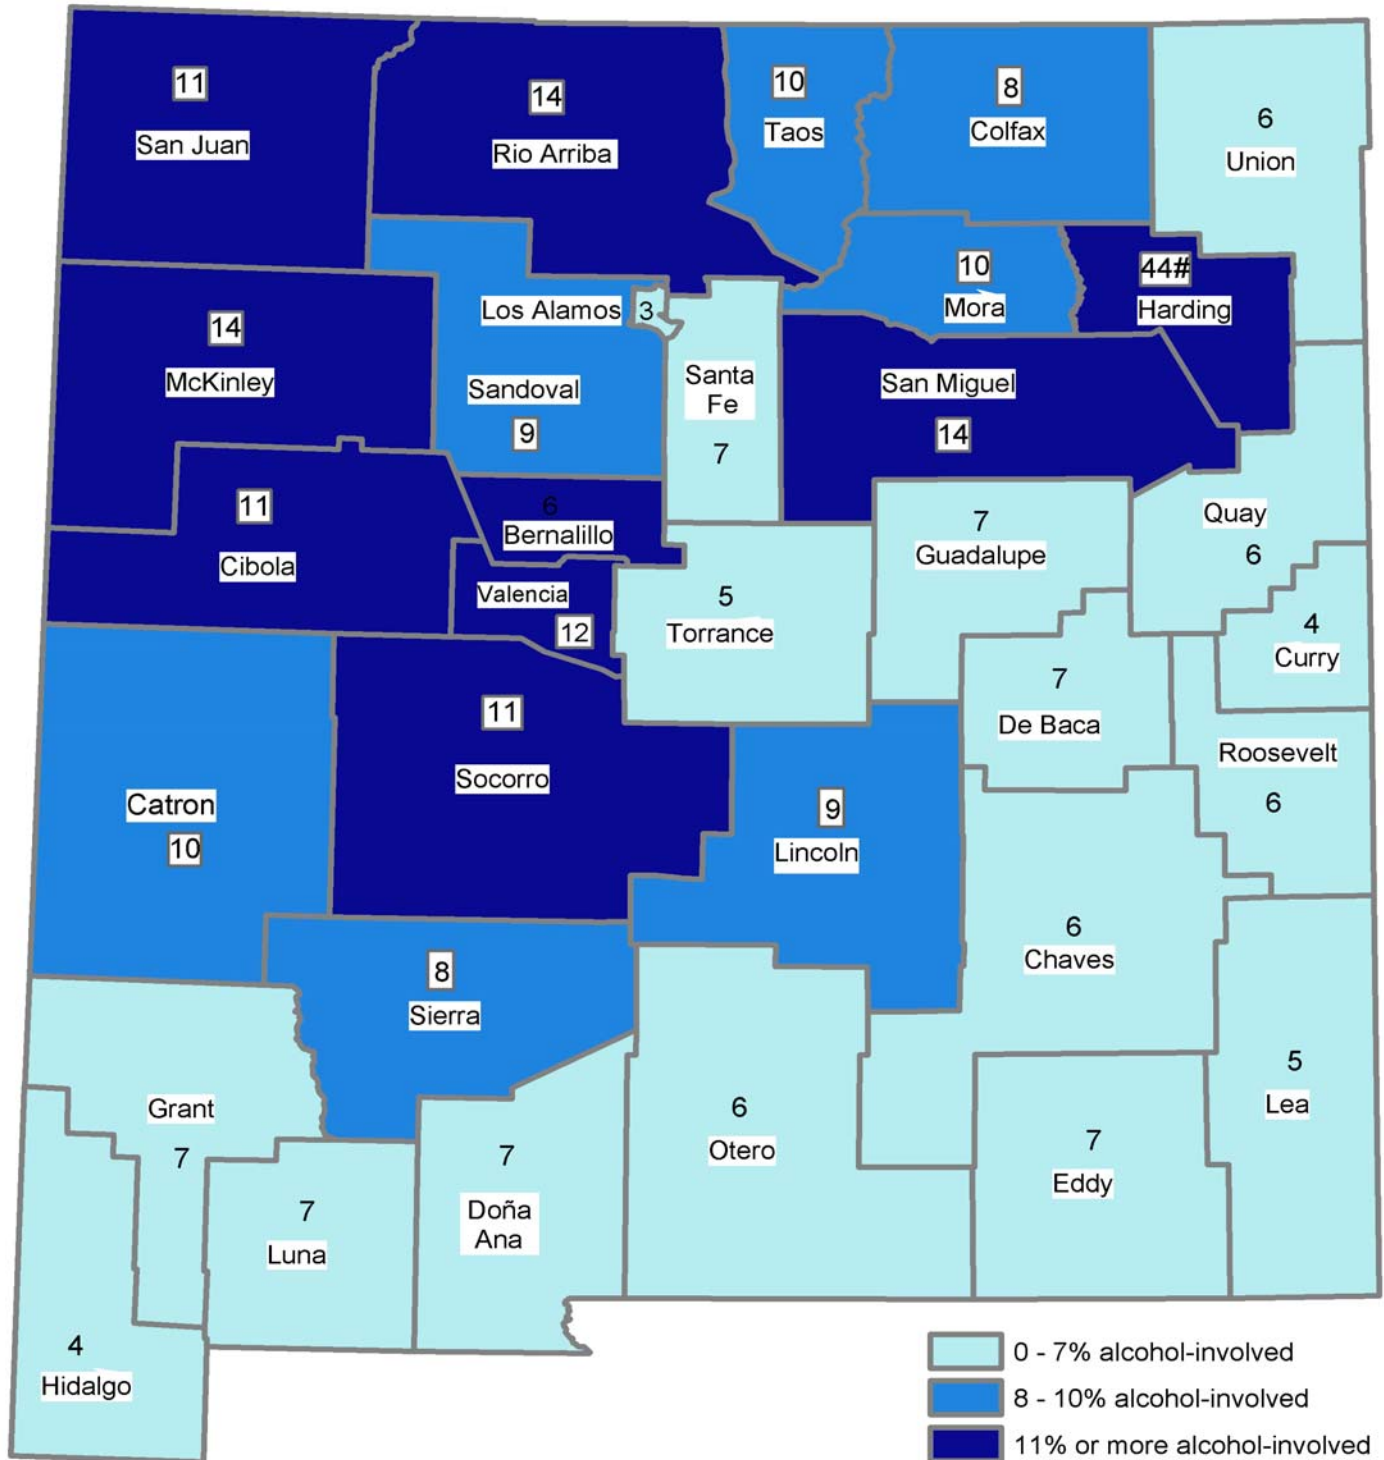 11
San Juan
14
Rio Arriba
10
Taos
8
Colfax
6
Union
14
McKinley
Los Alamos
3
Sandoval
9
Santa
Fe
7
10
Mora
44#
Harding
San Miguel
14
11
Cibola
6
Bernalillo
Valencia
12
5
Torrance
7
Guadalupe
Quay
6
4
Curry
7
De Baca
Roosevelt
6
Catron
10
11
Socorro
9
Lincoln
6
Chaves
8
Sierra
5
Lea
Grant
7
7
Luna
7
Doña
Ana
6
Otero
7
Eddy
4
Hidalgo
0 - 7% alcohol-involved
8 - 10% alcohol-involved
11% or more alcohol-involved